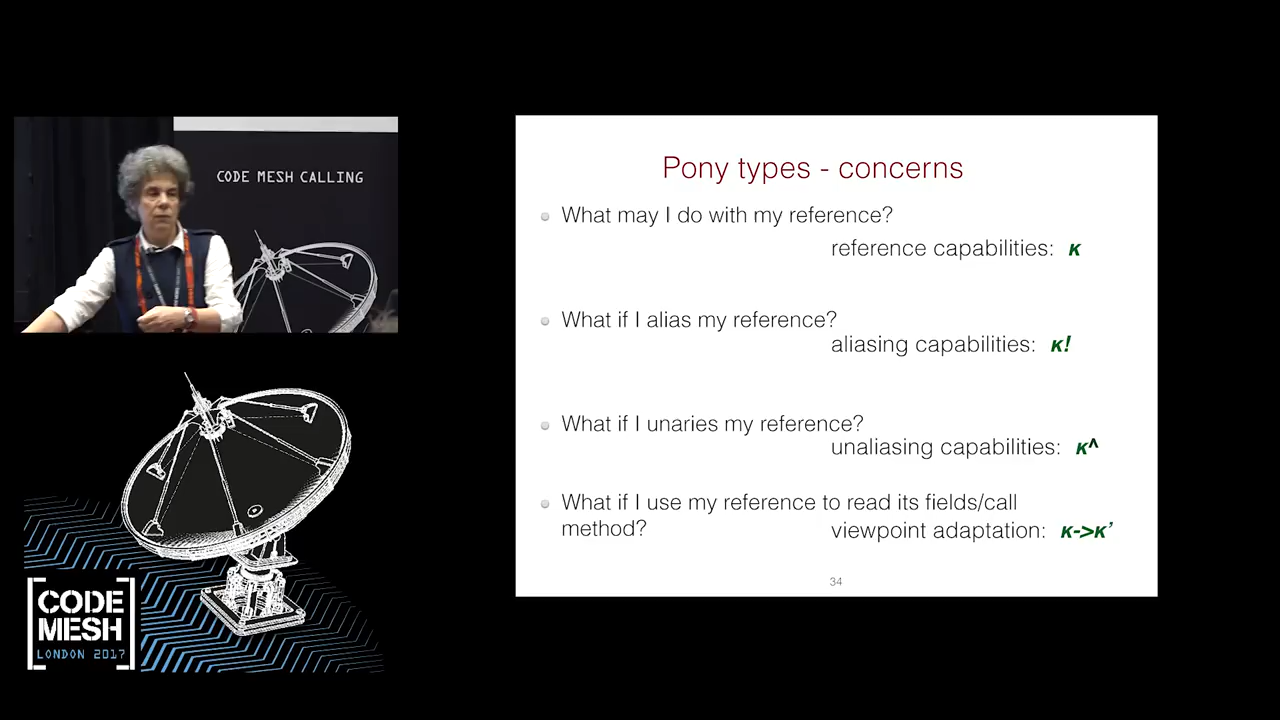 CODE MESH CALLING
Pony types - concerns
What may I do with my reference?
reference capabilities: κ
What if I alias my reference?
aliasing capabilities: κ!
What if I unaries my reference?
unaliasing capabilities: κ^
What if I use my reference to read its fields/call
method?
viewpoint adaptation: κ->κ’
34
CODE
MESH
LONDON 2017